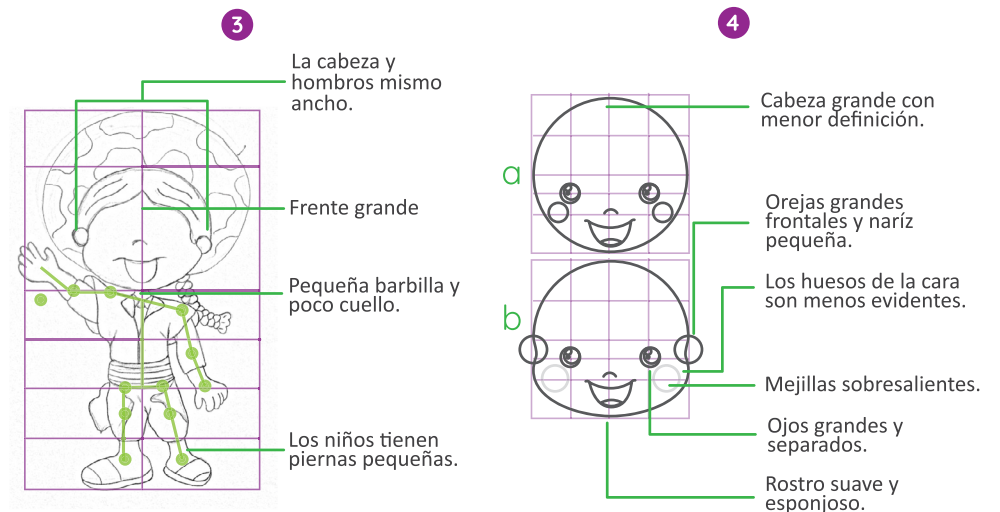 3
La cabeza y
hombros mismo
ancho.
Frente grande
Pequeña barbilla y
poco cuello.
Los niños tienen
piernas pequeñas.
4
a
Cabeza grande con
menor definición.
Orejas grandes
frontales y naríz
pequeña.
b
Los huesos de la cara
son menos evidentes.
Mejillas sobresalientes.
Ojos grandes y
separados.
Rostro suave y
esponjoso.